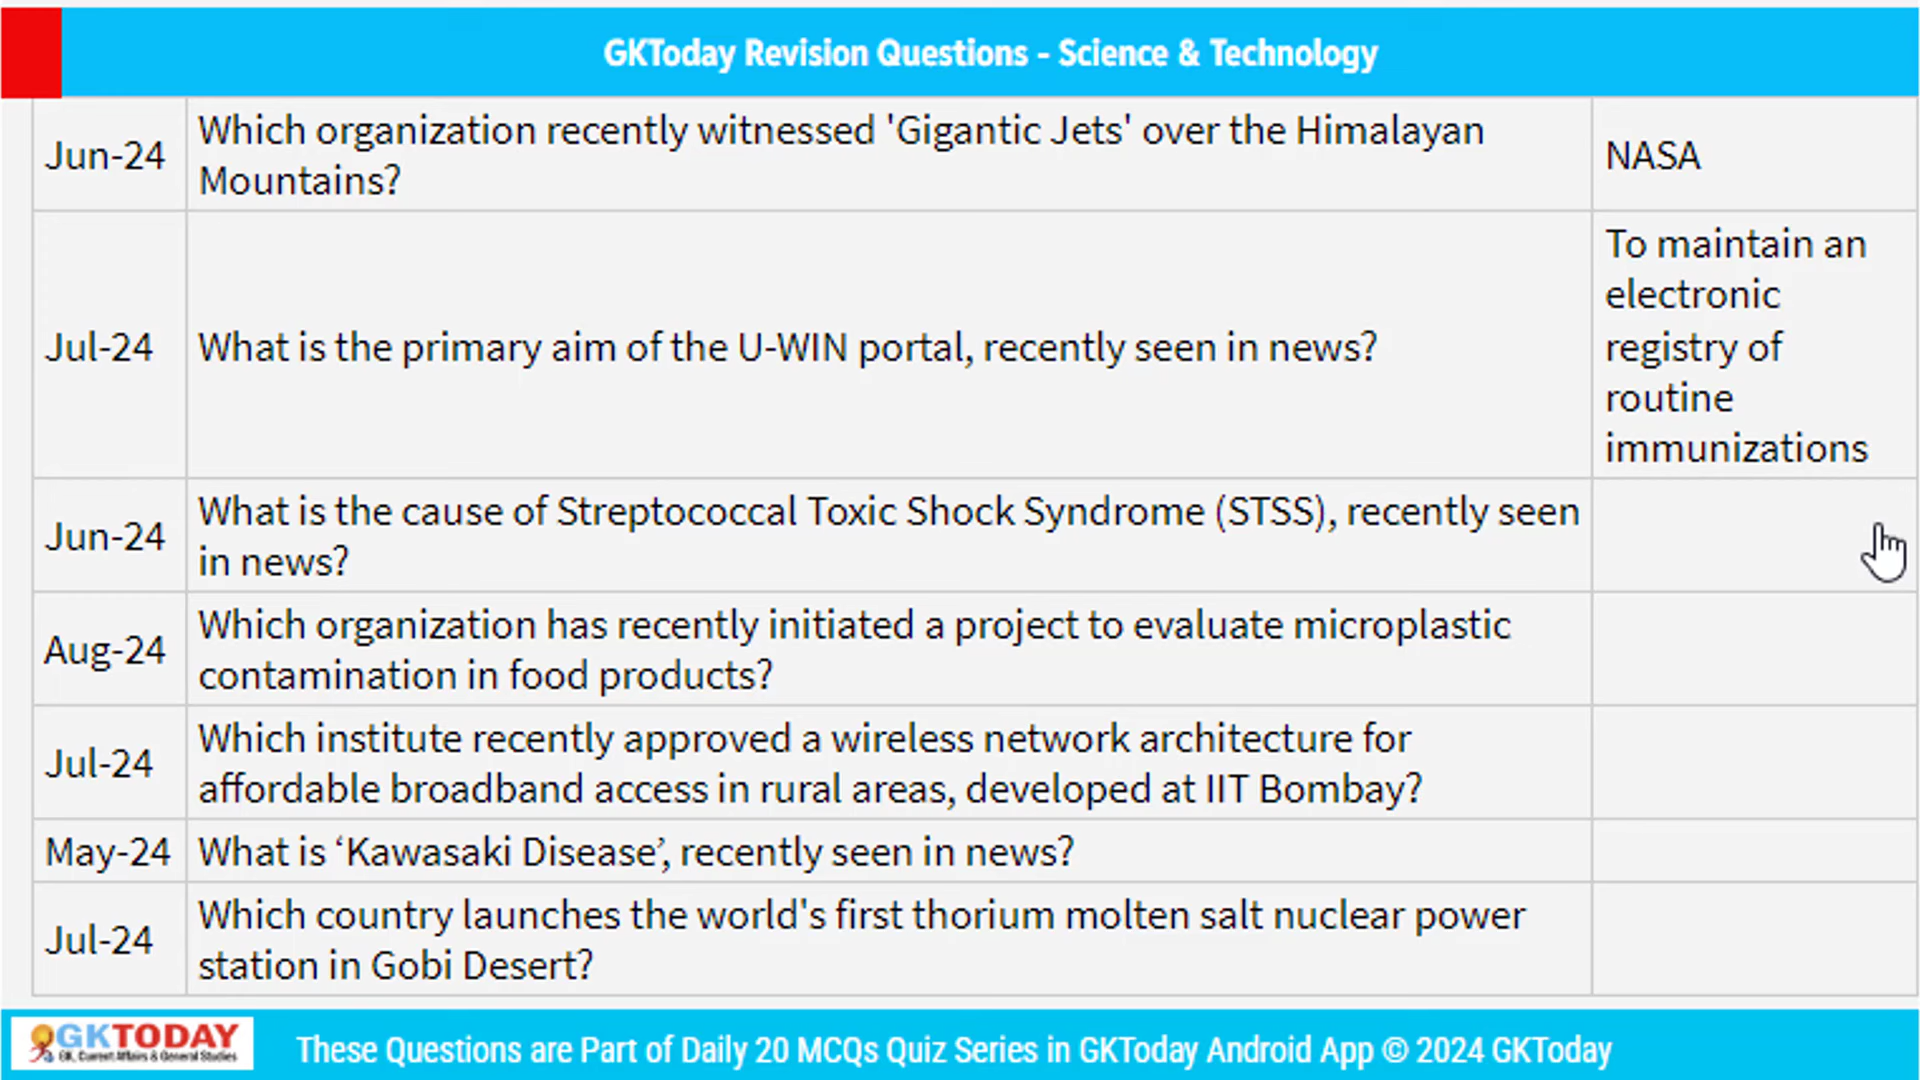 GKToday Revision Questions - Science & Technology
Jun-24
Which organization recently witnessed 'Gigantic Jets' over the Himalayan
Mountains?
NASA
Jul-24
What is the primary aim of the U-WIN portal, recently seen in news?
To maintain an
electronic
registry of
routine
immunizations
Jun-24
What is the cause of Streptococcal Toxic Shock Syndrome (STSS), recently seen
in news?
Aug-24
Which organization has recently initiated a project to evaluate microplastic
contamination in food products?
Jul-24
Which institute recently approved a wireless network architecture for
affordable broadband access in rural areas, developed at IIT Bombay?
May-24
What is ‘Kawasaki Disease’, recently seen in news?
Jul-24
Which country launches the world's first thorium molten salt nuclear power
station in Gobi Desert?
GKTODAY
GK, Current Affairs & General Studies
These Questions are Part of Daily 20 MCQs Quiz Series in GKToday Android App © 2024 GKToday